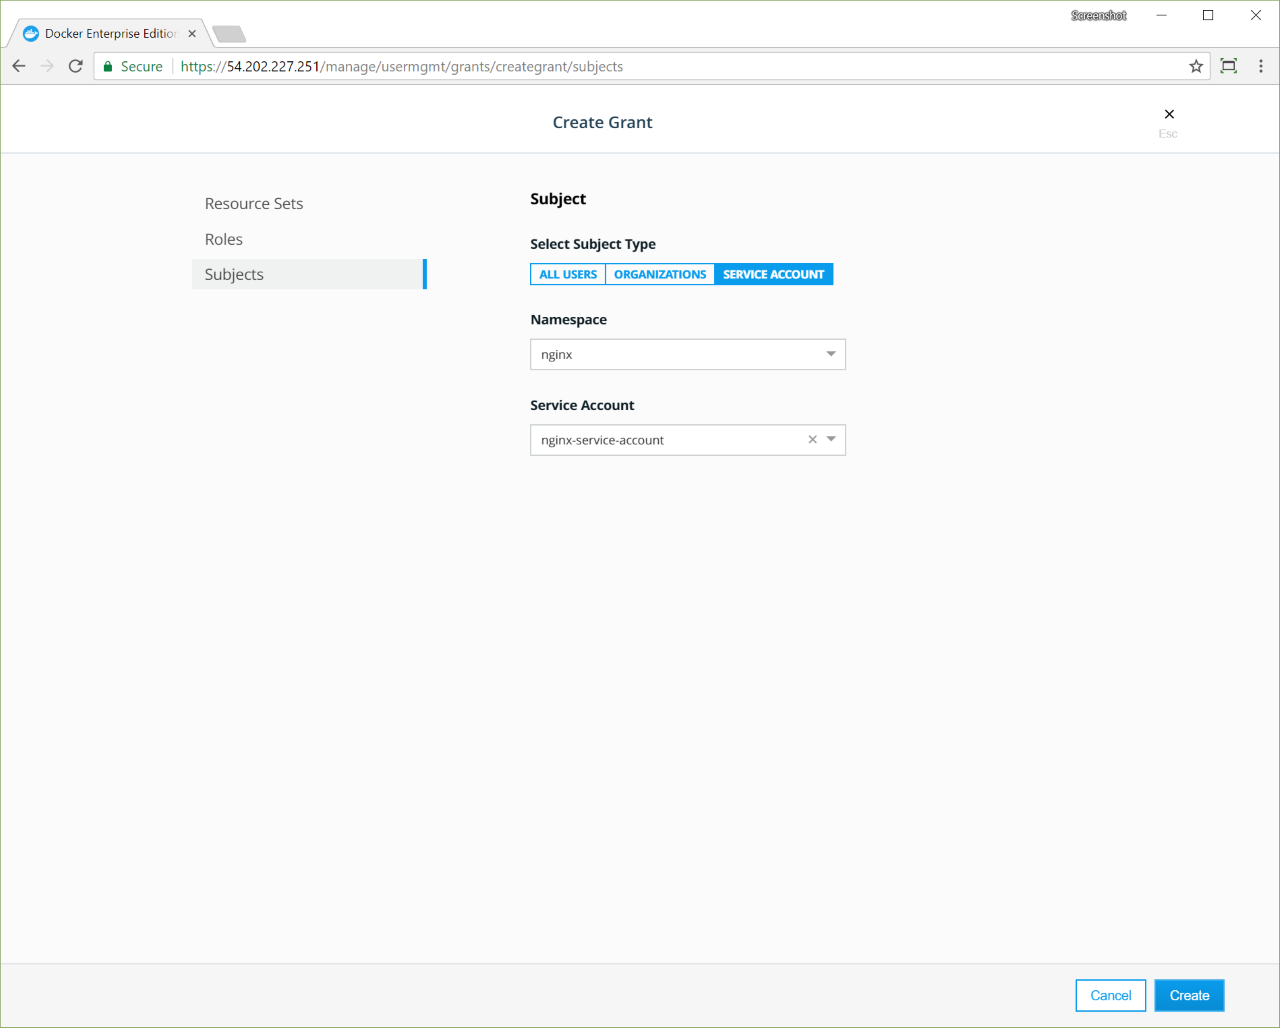 Screenshot
Docker Enterprise Edition
Secure https://54.202.227.251/manage/usermgmt/grants/creategrant/subjects
Create Grant
Esc
Resource Sets
Roles
Subjects
Subject
Select Subject Type
ALL USERS ORGANIZATIONS SERVICE ACCOUNT
Namespace
nginx
Service Account
nginx-service-account
Cancel Create